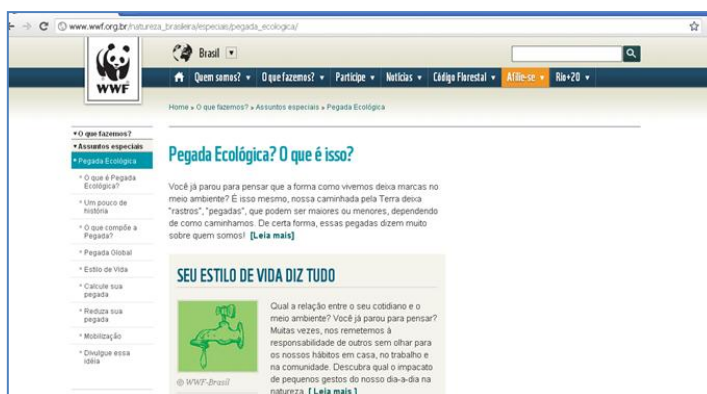 www.wwf.org.br/natureza_brasileira/especiais/pegada_ecologica/
WWF
Brasil
Quem somos? O que fazemos? Participe Notícias Código Florestal Afilie-se Rio+20
Home » O que fazemos? » Assuntos especiais » Pegada Ecológica
O que fazemos?
Assuntos especiais
Pegada Ecológica
O que é Pegada
Ecológica?
Um pouco de
história
O que compõe a
Pegada?
Pegada Global
Estilo de Vida
Calcule sua
pegada
Reduza sua
pegada
Mobilização
Divulgue essa
idéia
Pegada Ecológica? O que é isso?
Você já parou para pensar que a forma como vivemos deixa marcas no
meio ambiente? É isso mesmo, nossa caminhada pela Terra deixa
"rastros", "pegadas", que podem ser maiores ou menores, dependendo
de como caminhamos. De certa forma, essas pegadas dizem muito
sobre quem somos! [Leia mais]
SEU ESTILO DE VIDA DIZ TUDO
Qual a relação entre o seu cotidiano e o
meio ambiente? Você já parou para pensar?
Muitas vezes, nos remetemos à
responsabilidade de outros sem olhar para
os nossos hábitos em casa, no trabalho e
na comunidade. Descubra qual o impacato
de pequenos gestos do nosso dia-a-dia na
natureza. [ Leia mais ]
© WWF-Brasil